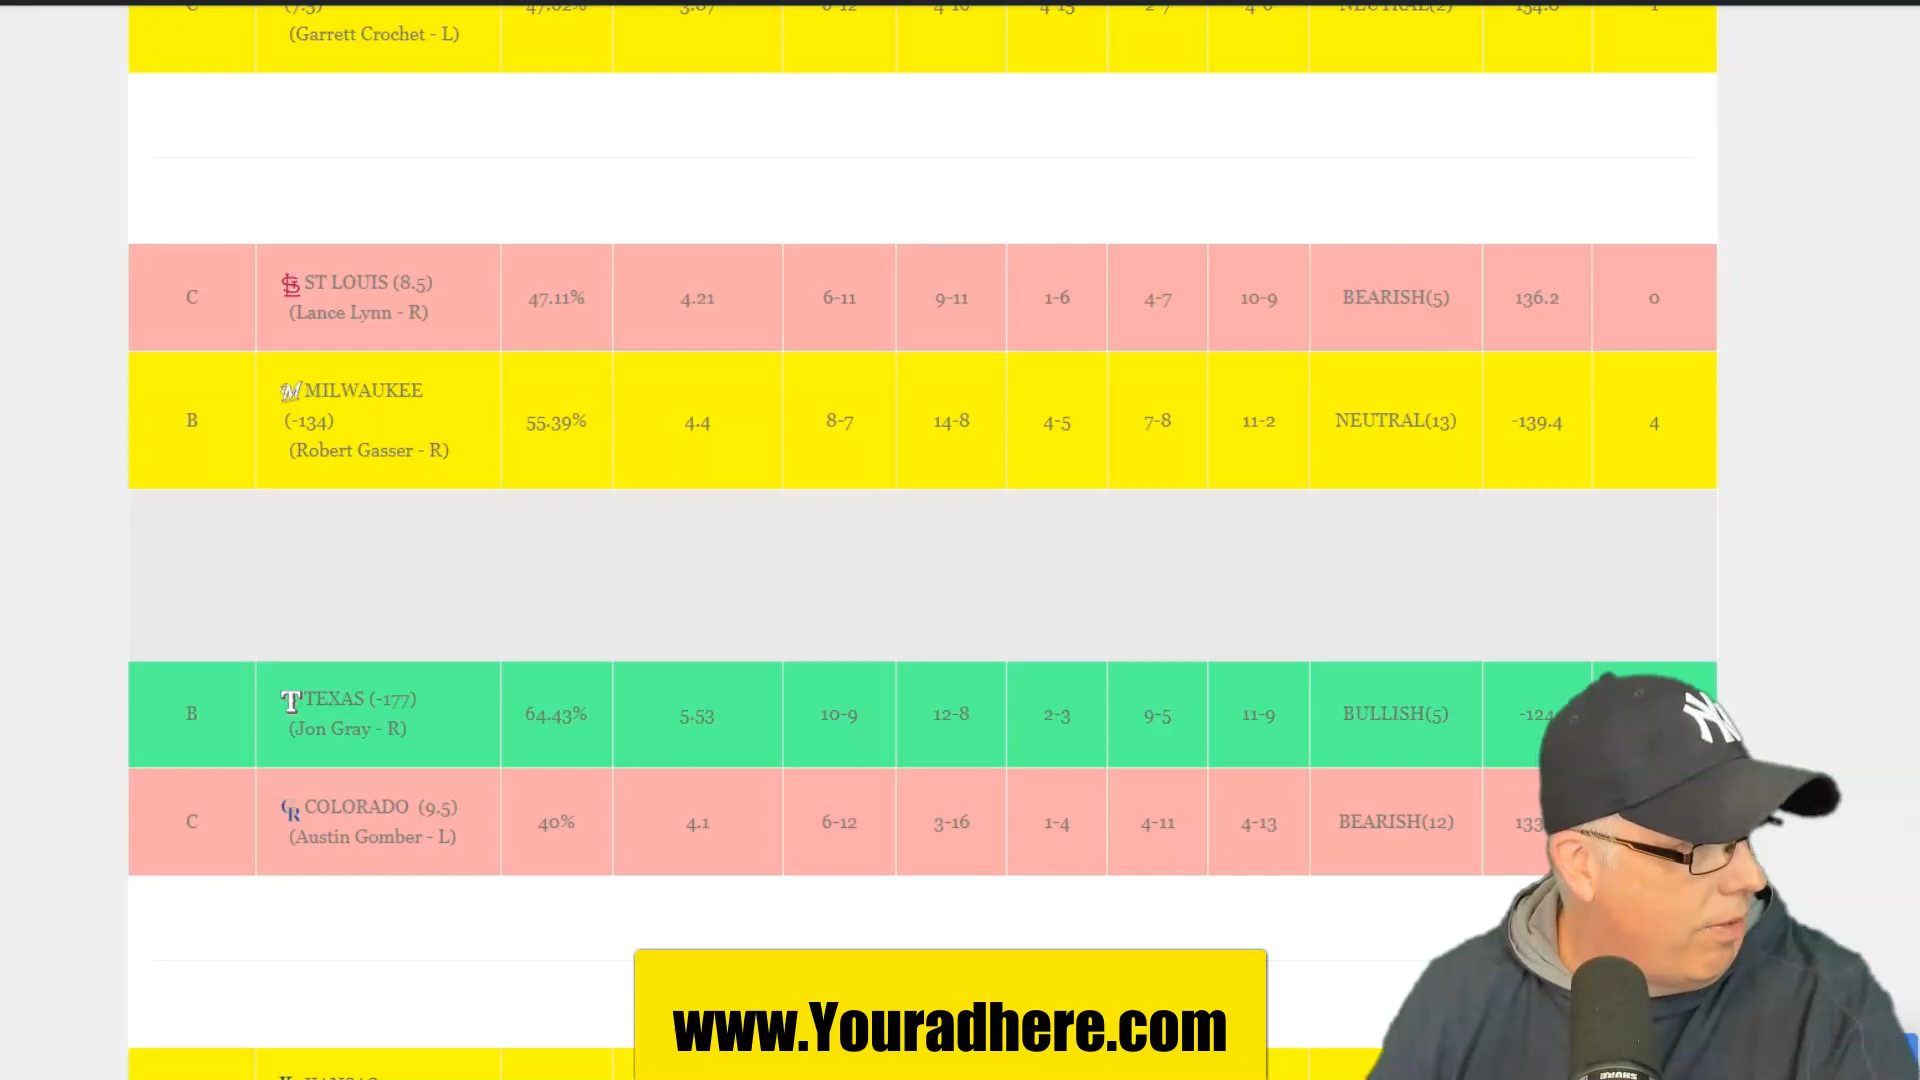 (Garrett Crochet - L)
C ST LOUIS (8.5) (Lance Lynn - R) 47.11% 4.21 6-11 9-11 1-6 4-7 10-9 BEARISH(5) 136.2 0
B MILWAUKEE (-134) (Robert Gasser - R) 55.39% 4.4 8-7 14-8 4-5 7-8 11-2 NEUTRAL(13) -139.4 4
B TEXAS (-177) (Jon Gray - R) 64.43% 5.53 10-9 12-8 2-3 9-5 11-9 BULLISH(5) -124
C COLORADO (9.5) (Austin Gomber - L) 40% 4.1 6-12 3-16 1-4 4-11 4-13 BEARISH(12) 133
www.Youradhere.com
SHURE